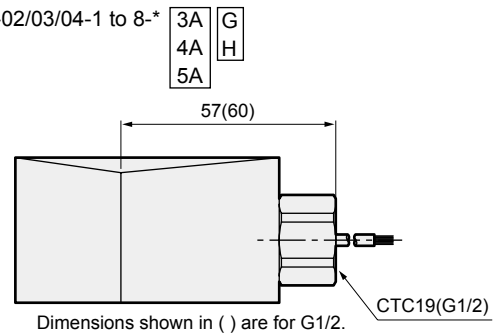 -02/03/04-1 to 8-* 3A G
4A H
5A
57(60)
CTC19(G1/2)
Dimensions shown in ( ) are for G1/2.